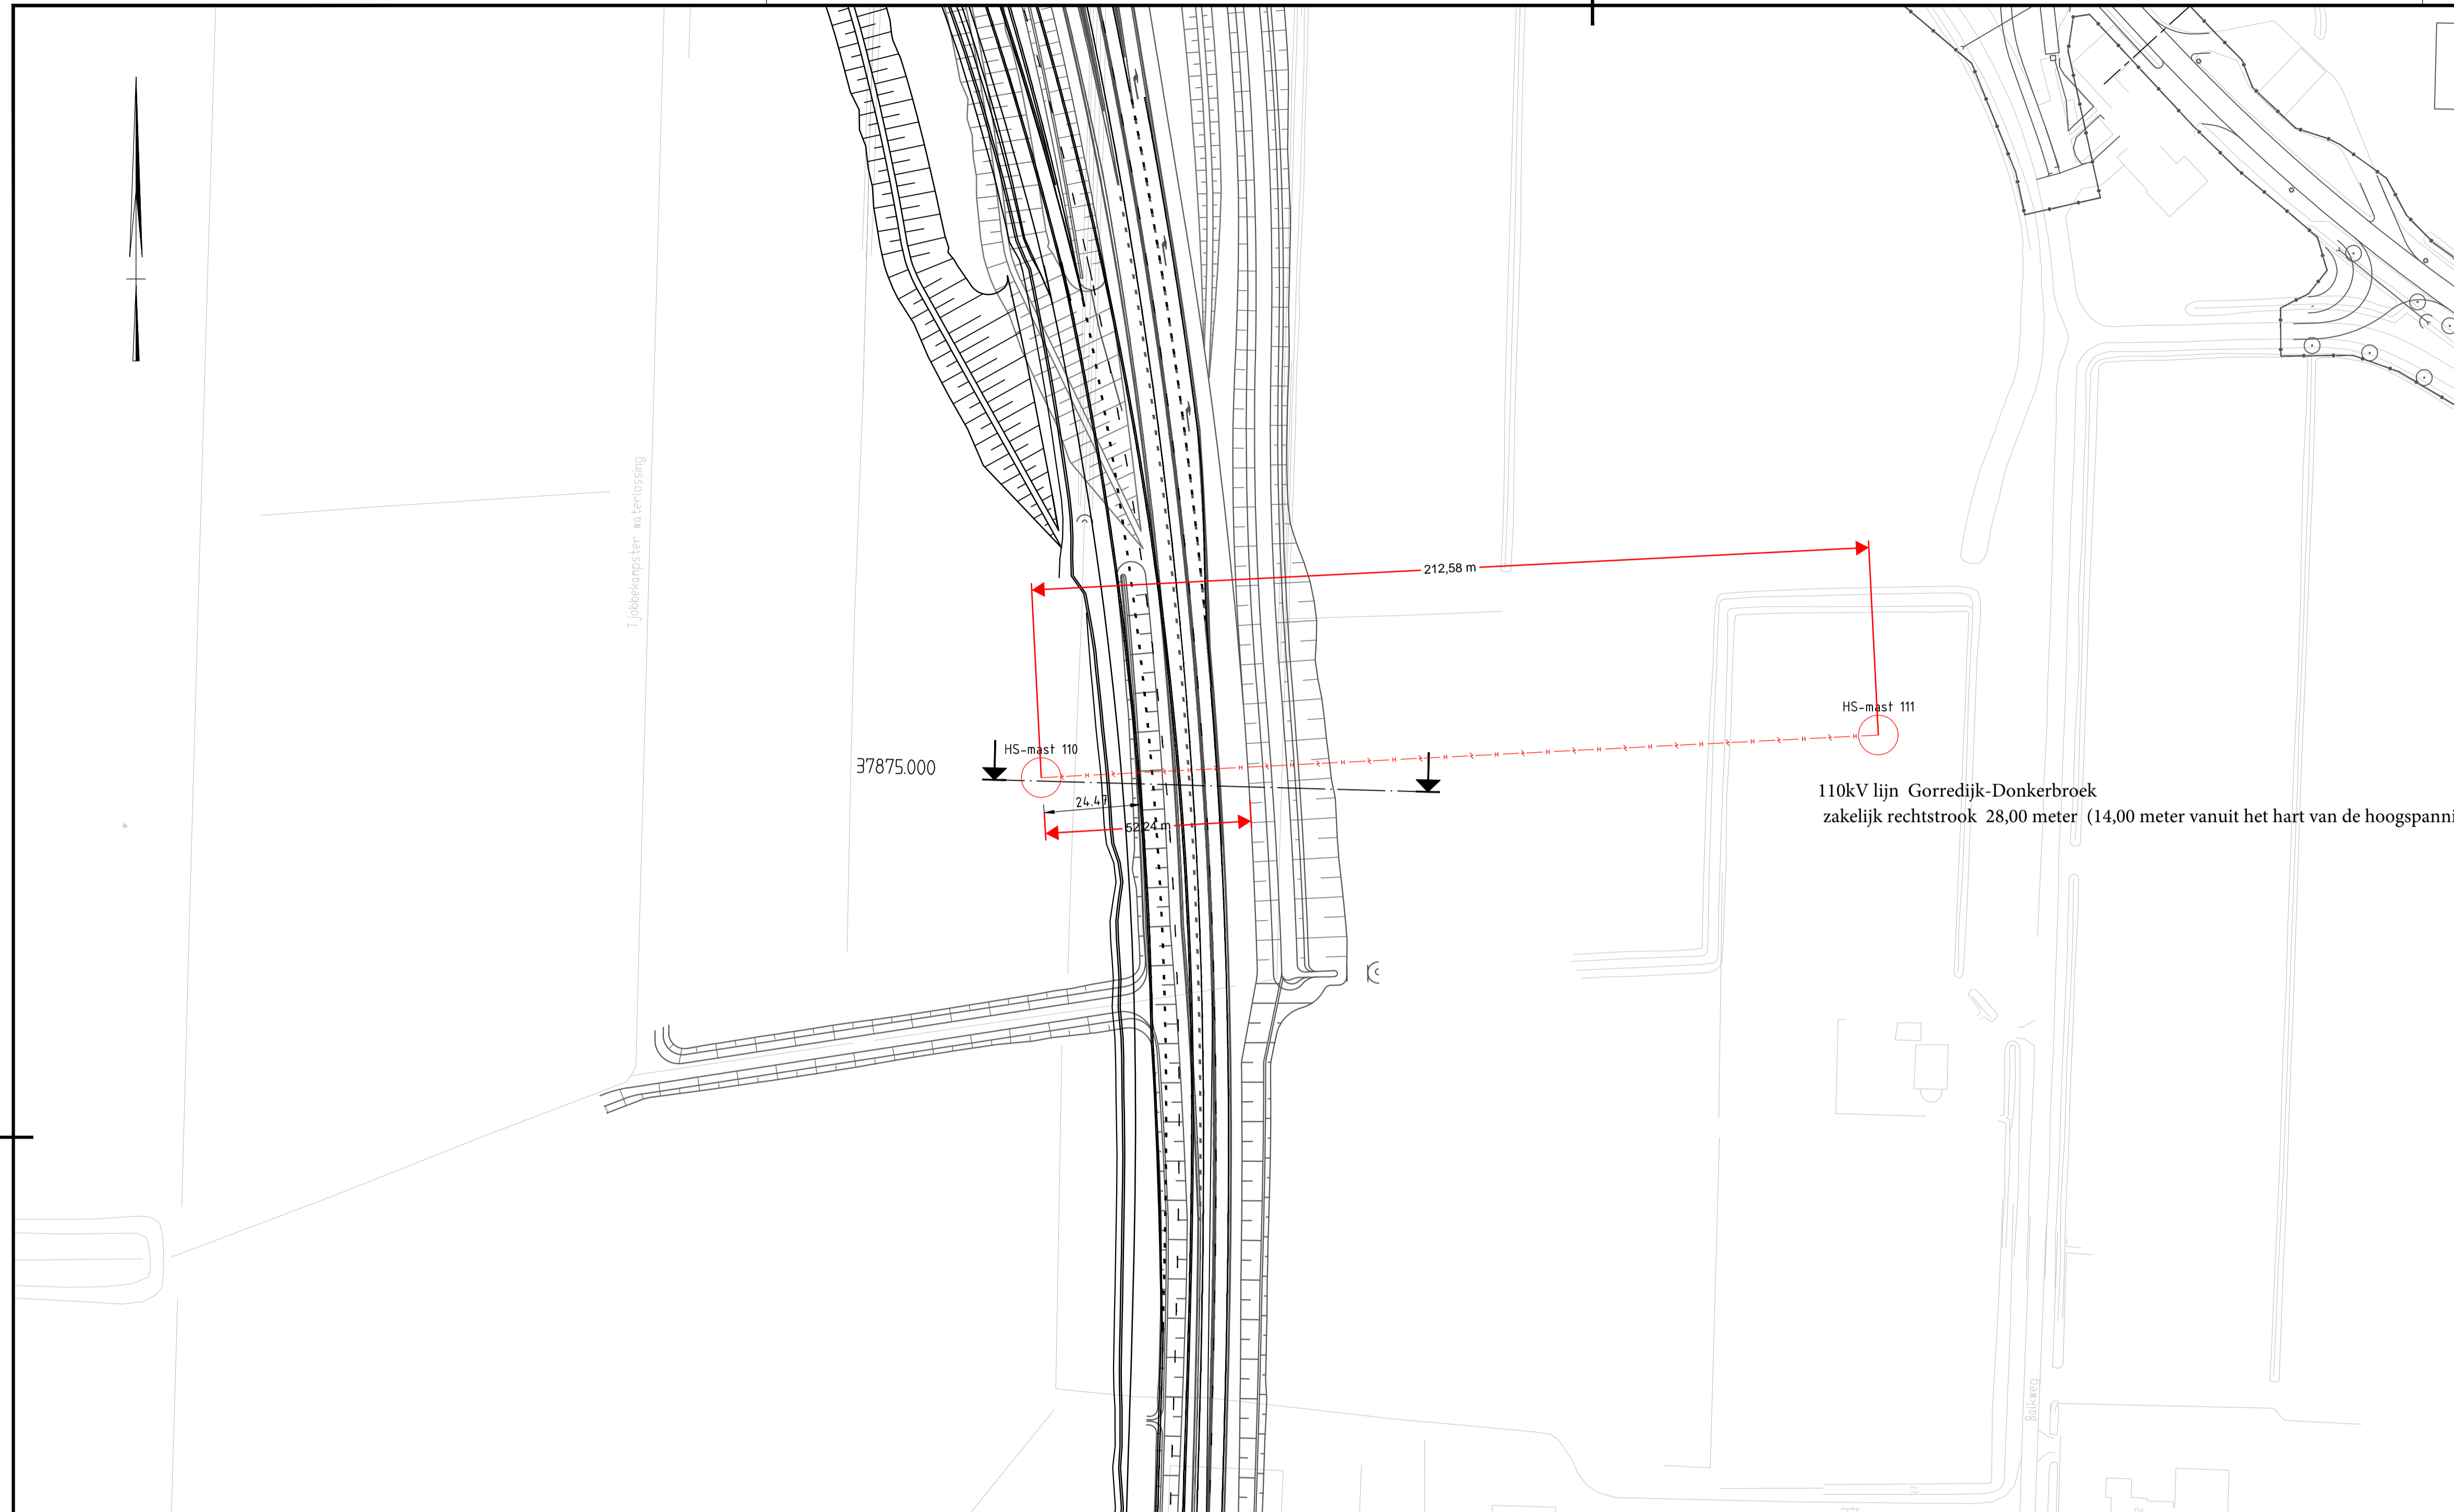 Tjobbekampster waterlossing
212,58 m
HS-mast 111
HS-mast 110
37875.000
24.47
52,24 m
110kV lijn Gorredijk-Donkerbroek
zakelijk rechtstrook 28,00 meter (14,00 meter vanuit het hart van de hoogspanni
Balkweg